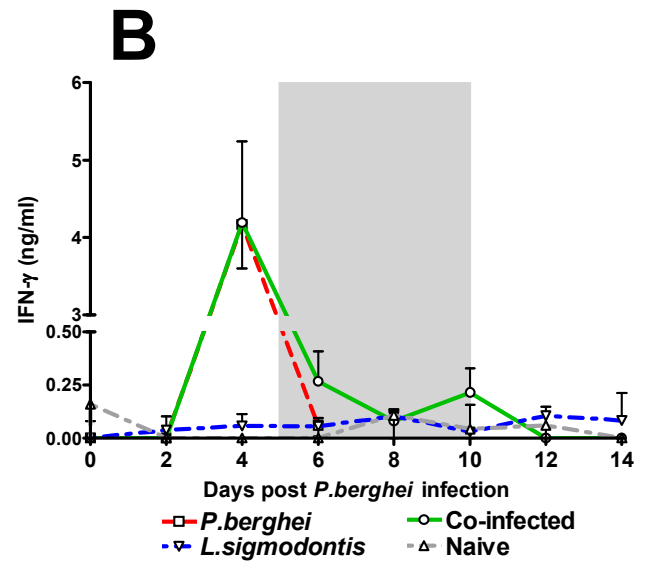 B
6
5
4
3
0.50
0.25
0.00
IFN-γ (ng/ml)
0 2 4 6 8 10 12 14
Days post P.berghei infection
P.berghei Co-infected
L.sigmodontis Naive